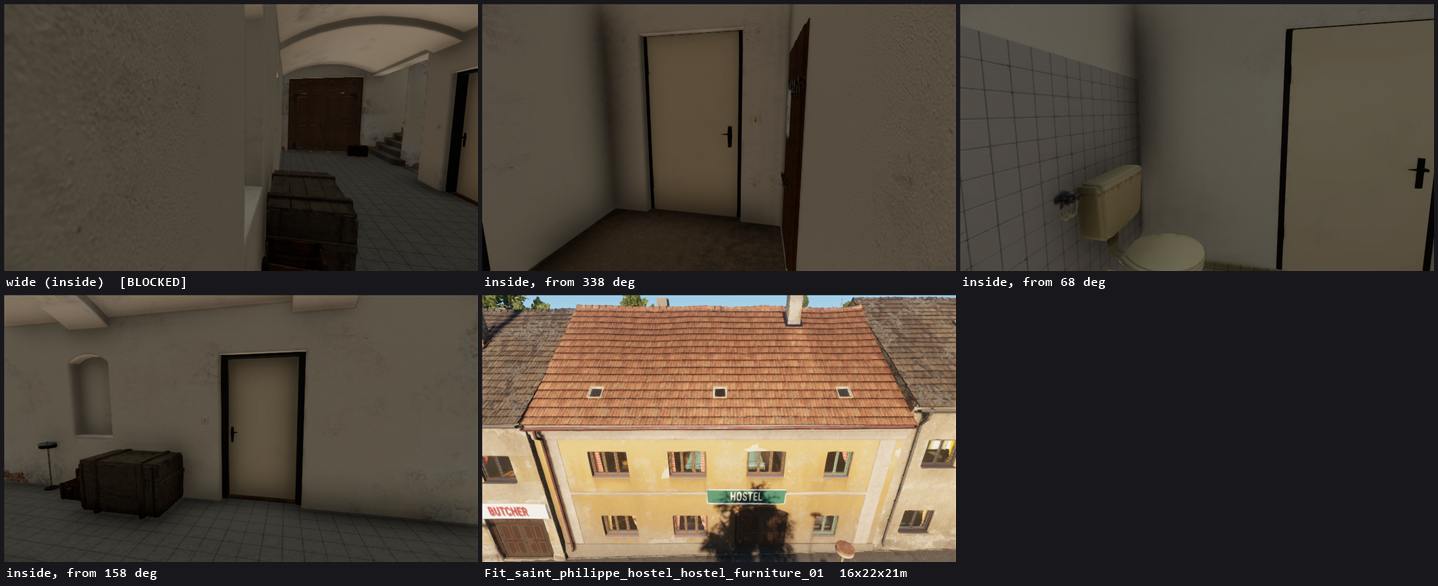 wide (inside)  [BLOCKED]
inside, from 338 deg
inside, from 68 deg
inside, from 158 deg
HOSTEL
BUTCHER
Fit_saint_philippe_hostel_hostel_furniture_01  16x22x21m